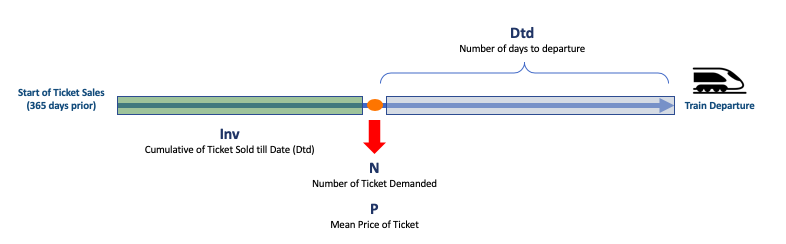 Dtd
Number of days to departure
Start of Ticket Sales
(365 days prior)
Train Departure
Inv
Cumulative of Ticket Sold till Date (Dtd)
N
Number of Ticket Demanded
P
Mean Price of Ticket